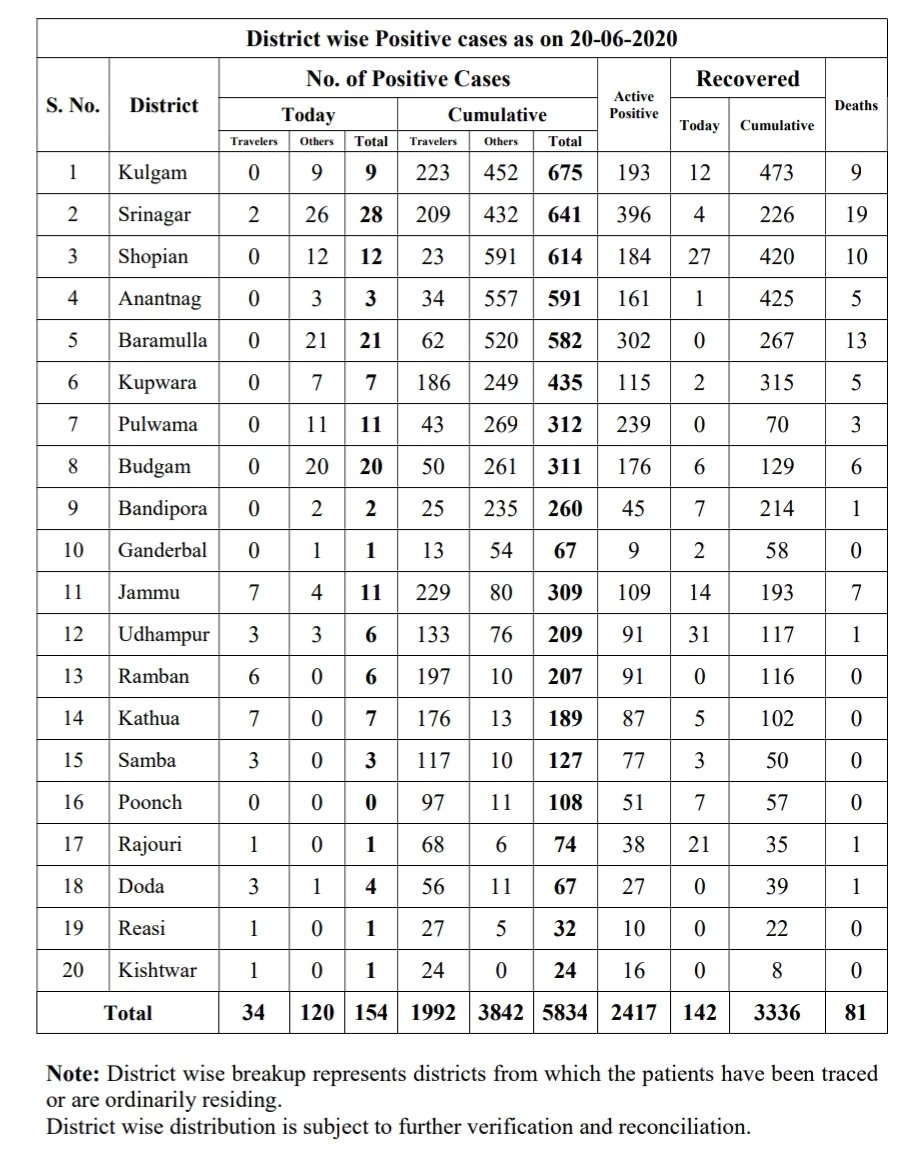 District wise Positive cases as on 20-06-2020
S. No. District No. of Positive Cases Active Positive Recovered Deaths
Today Cumulative Today Cumulative
Travelers Others Total Travelers Others Total
1 Kulgam 0 9 9 223 452 675 193 12 473 9
2 Srinagar 2 26 28 209 432 641 396 4 226 19
3 Shopian 0 12 12 23 591 614 184 27 420 10
4 Anantnag 0 3 3 34 557 591 161 1 425 5
5 Baramulla 0 21 21 62 520 582 302 0 267 13
6 Kupwara 0 7 7 186 249 435 115 2 315 5
7 Pulwama 0 11 11 43 269 312 239 0 70 3
8 Budgam 0 20 20 50 261 311 176 6 129 6
9 Bandipora 0 2 2 25 235 260 45 7 214 1
10 Ganderbal 0 1 1 13 54 67 9 2 58 0
11 Jammu 7 4 11 229 80 309 109 14 193 7
12 Udhampur 3 3 6 133 76 209 91 31 117 1
13 Ramban 6 0 6 197 10 207 91 0 116 0
14 Kathua 7 0 7 176 13 189 87 5 102 0
15 Samba 3 0 3 117 10 127 77 3 50 0
16 Poonch 0 0 0 97 11 108 51 7 57 0
17 Rajouri 1 0 1 68 6 74 38 21 35 1
18 Doda 3 1 4 56 11 67 27 0 39 1
19 Reasi 1 0 1 27 5 32 10 0 22 0
20 Kishtwar 1 0 1 24 0 24 16 0 8 0
Total 34 120 154 1992 3842 5834 2417 142 3336 81
Note: District wise breakup represents districts from which the patients have been traced
or are ordinarily residing.
District wise distribution is subject to further verification and reconciliation.